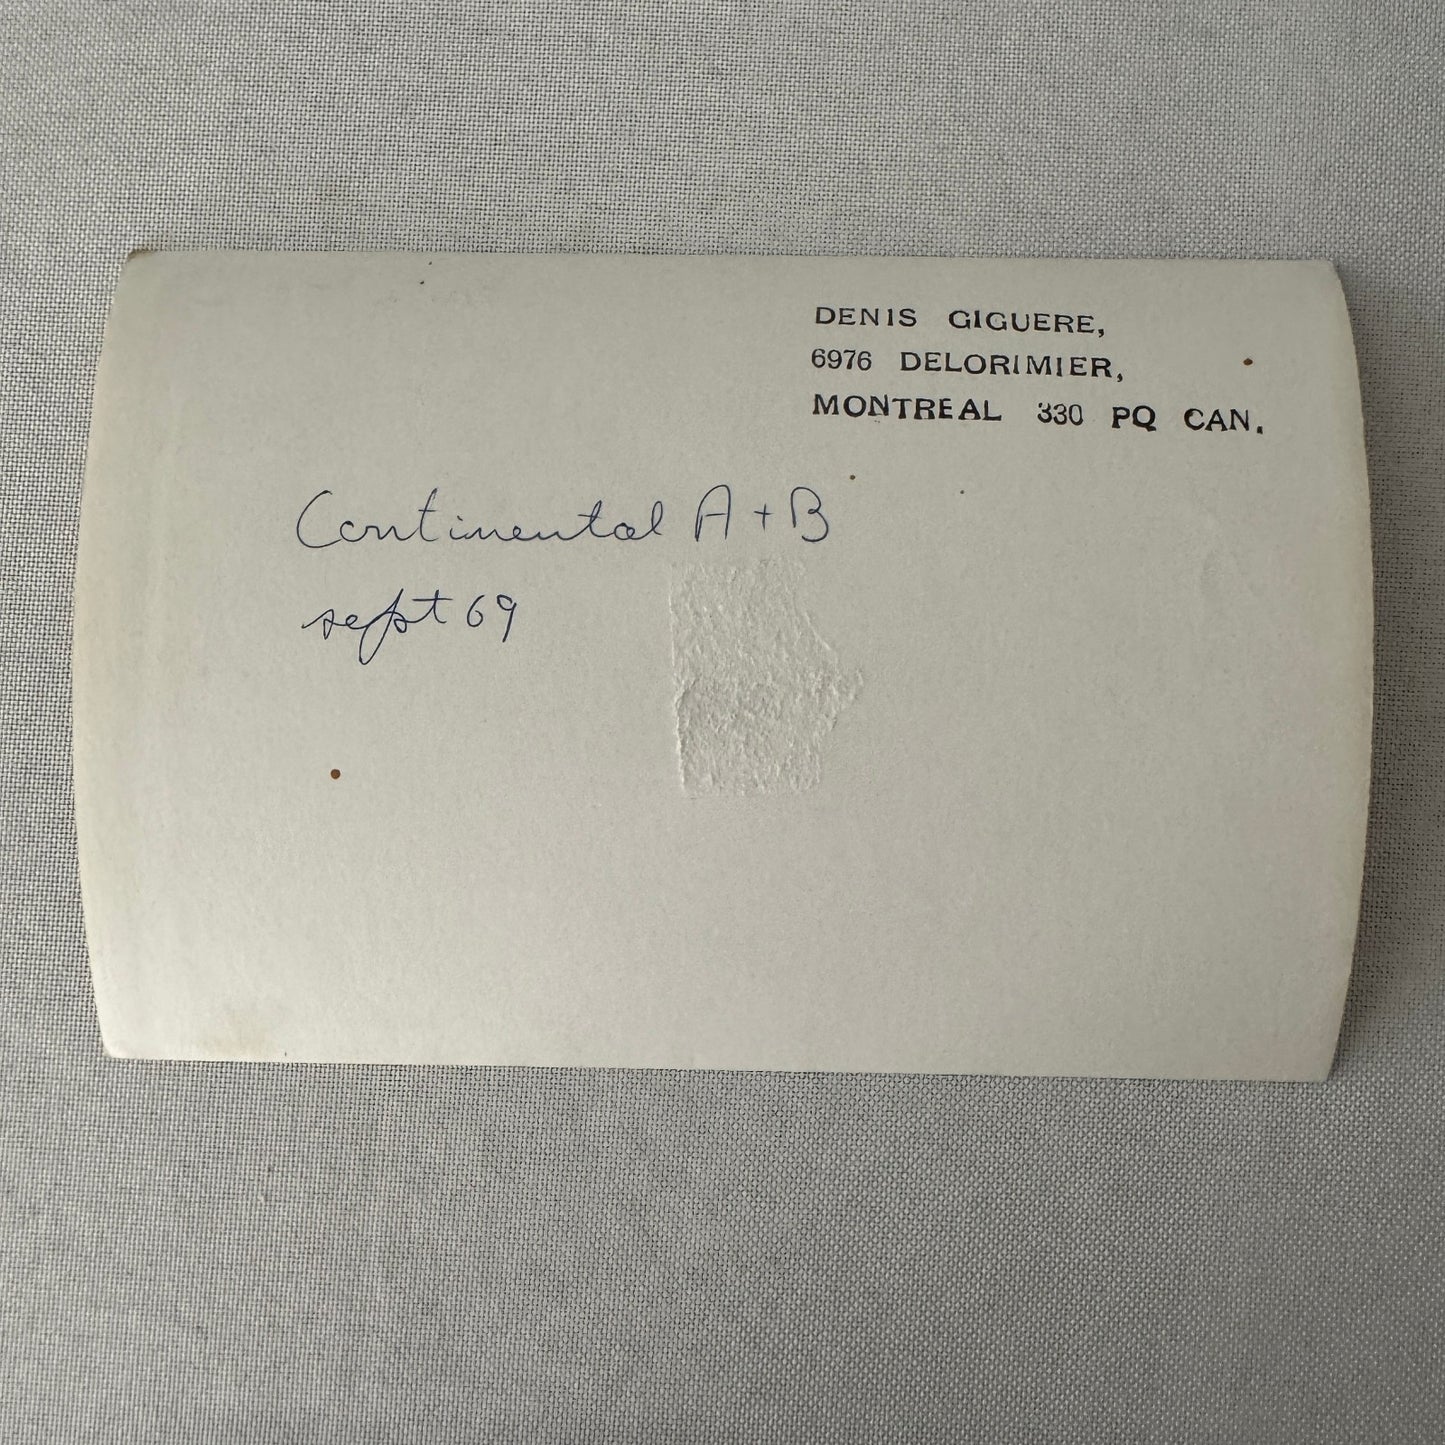 DENIS GIGUERE,
6976 DELORIMIER,
MONTREAL 330 PQ CAN.
Continental A + B
sept 69